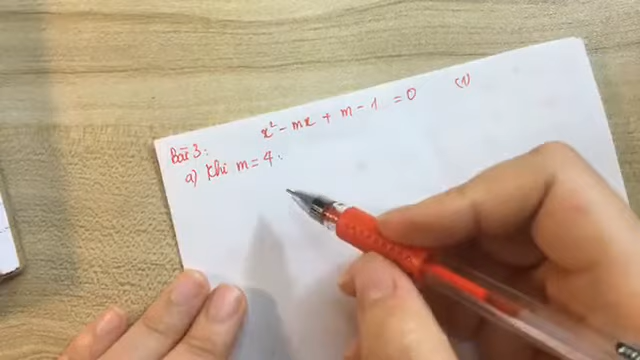 Bài 3: x² - mx + m - 1 = 0 (1)
a) Khi m = 4: